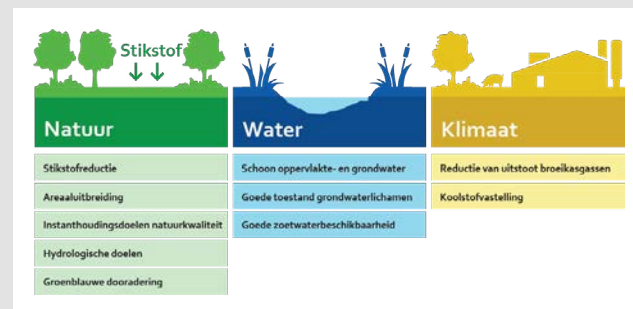 Stikstof
Natuur
Stikstofreductie
Areaaluitbreiding
Instanthoudingsdoelen natuurkwaliteit
Hydrologische doelen
Groenblauwe dooradering
Water
Schoon oppervlakte- en grondwater
Goede toestand grondwaterlichamen
Goede zoetwaterbeschikbaarheid
Klimaat
Reductie van uitstoot broeikasgassen
Koolstofvastelling